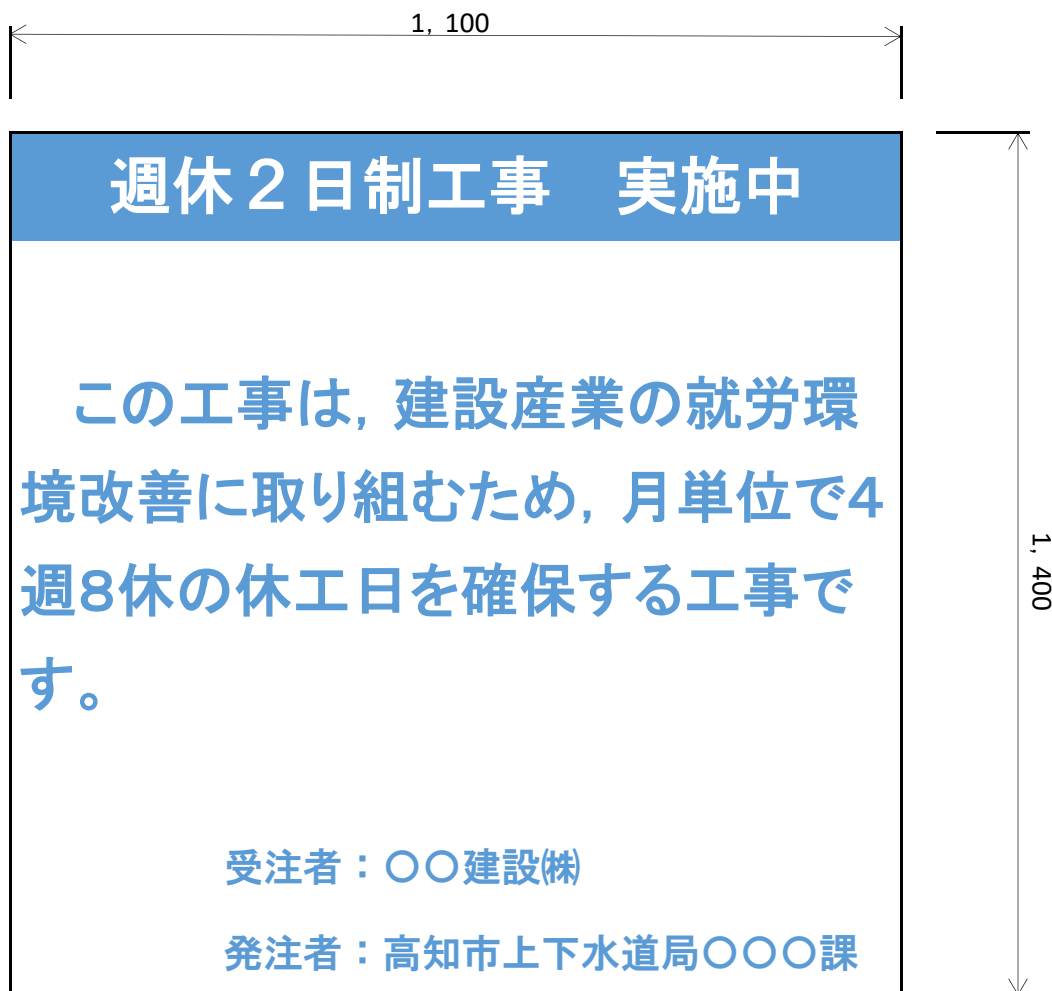 1，100
週休２日制工事　実施中
この工事は，建設産業の就労環
境改善に取り組むため，月単位で4
週8休の休工日を確保する工事で
す。
1，400
受注者：〇〇建設㈱
発注者：高知市上下水道局〇〇〇課